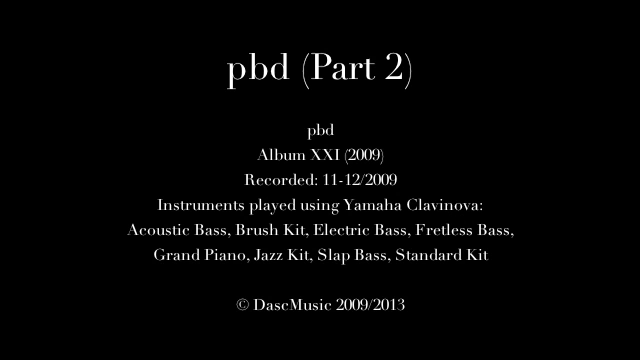 pbd (Part 2)
pbd
Album XXI (2009)
Recorded: 11-12/2009
Instruments played using Yamaha Clavinova:
Acoustic Bass, Brush Kit, Electric Bass, Fretless Bass,
Grand Piano, Jazz Kit, Slap Bass, Standard Kit
© DascMusic 2009/2013